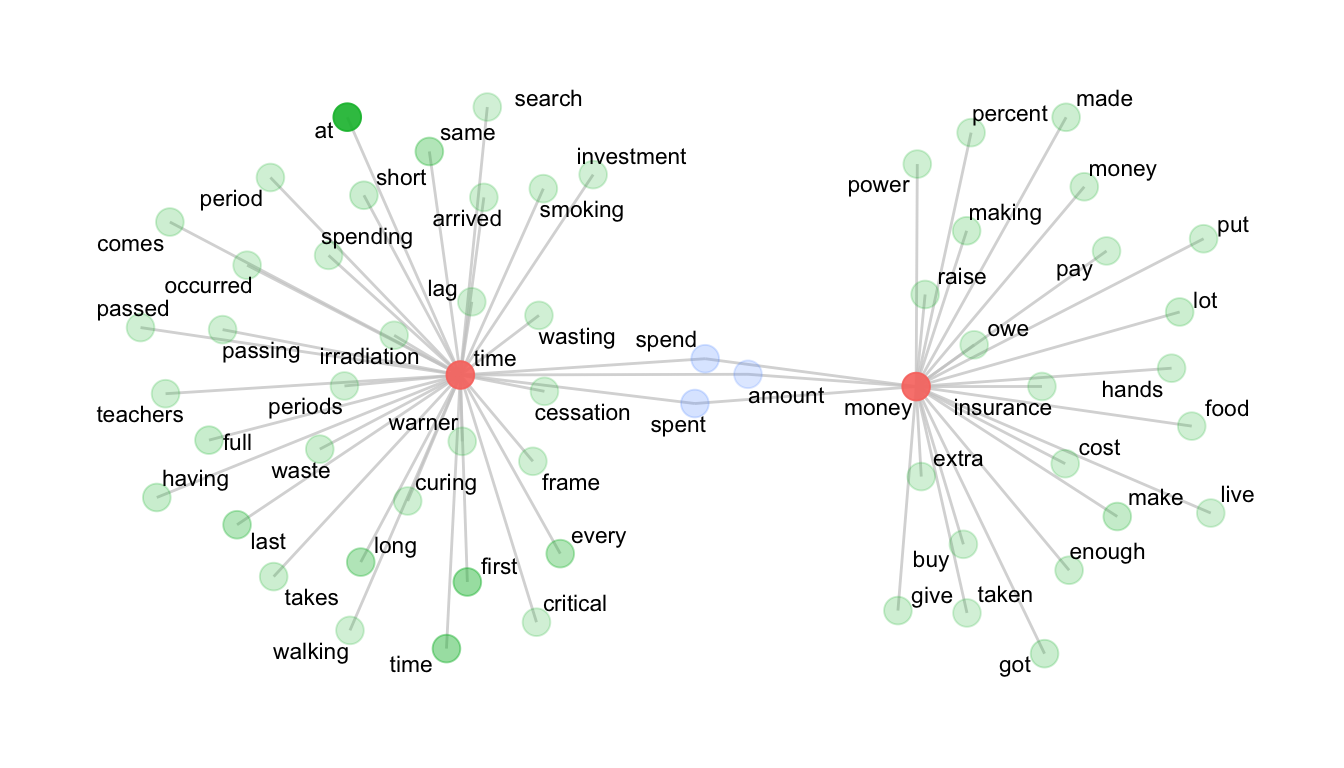 search
made
at
same
percent
investment
money
short
period
power
smoking
making
arrived
put
spending
comes
pay
raise
occurred
lag
passed
lot
owe
wasting
spend
passing
irradiation
time
hands
amount
periods
money
insurance
food
teachers
cessation
warner
spent
full
cost
extra
waste
having
curing
frame
make
live
last
long
every
enough
buy
first
takes
give
taken
critical
walking
time
got